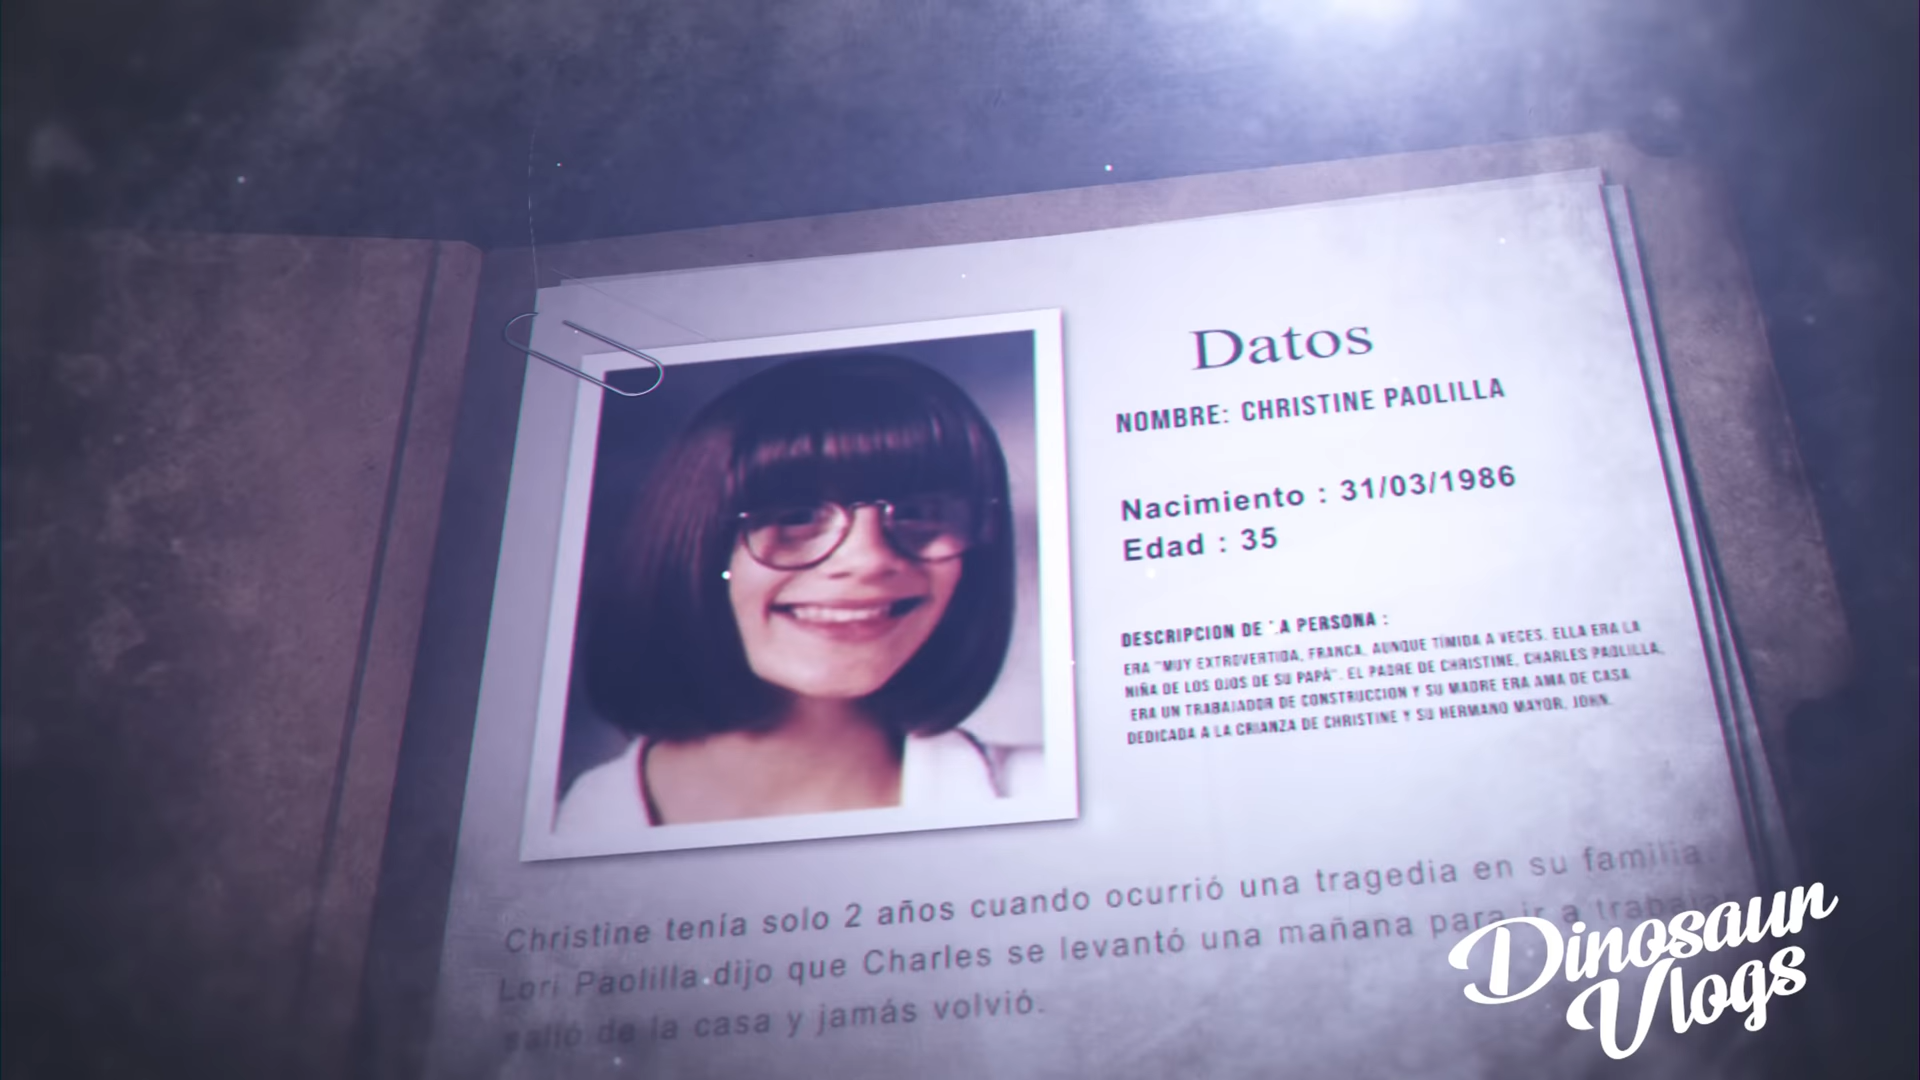 Datos
NOMBRE: CHRISTINE PAOLILLA
Nacimiento : 31/03/1986
Edad : 35
DESCRIPCION DE LA PERSONA :
ERA "MUY EXTROVERTIDA, FRANCA, AUNQUE TÍMIDA A VECES. ELLA ERA LA
NIÑA DE LOS OJOS DE SU PAPÁ". EL PADRE DE CHRISTINE, CHARLES PAOLILLA,
ERA UN TRABAJADOR DE CONSTRUCCION Y SU MADRE ERA AMA DE CASA
DEDICADA A LA CRIANZA DE CHRISTINE Y SU HERMANO MAYOR, JOHN.
Christine tenía solo 2 años cuando ocurrió una tragedia en su familia.
Lori Paolilla dijo que Charles se levantó una mañana para ir a trabajar
salió de la casa y jamás volvió.
Dinosaun
Vlogs